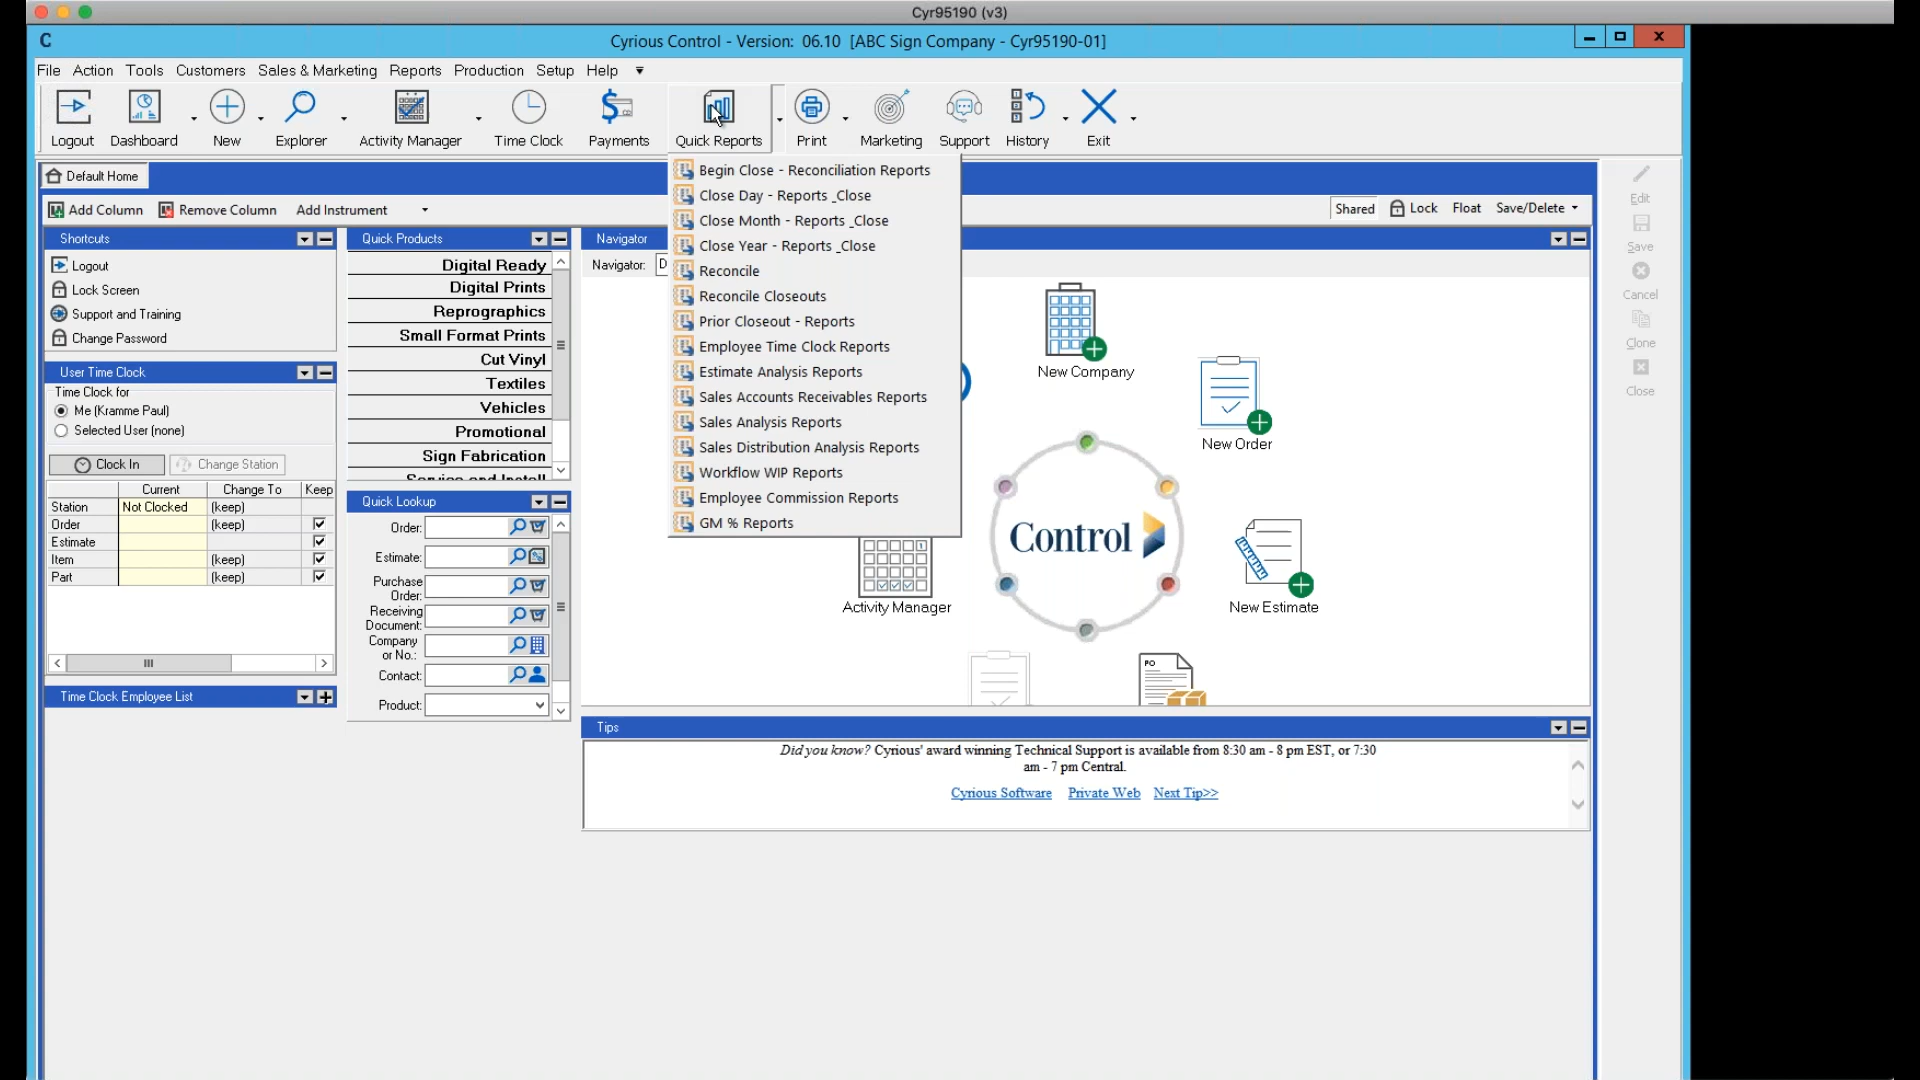 Cyr95190 (v3)
C
Cyrious Control - Version: 06.10 [ABC Sign Company - Cyr95190-01]
File Action Tools Customers Sales & Marketing Reports Production Setup Help
Logout Dashboard New Explorer Activity Manager Time Clock Payments Quick Reports Print Marketing Support History Exit
Default Home
Add Column Remove Column Add Instrument
Shared Lock Float Save/Delete
Edit
Save
Cancel
Clone
Close
Shortcuts
Logout
Lock Screen
Support and Training
Change Password
User Time Clock
Time Clock for
Me (Kramme Paul)
Selected User (none)
Clock In Change Station
Current Change To Keep
Station Not Clocked (keep)
Order (keep)
Estimate
Item (keep)
Part (keep)
Time Clock Employee List
Quick Products
Digital Ready
Digital Prints
Reprographics
Small Format Prints
Cut Vinyl
Textiles
Vehicles
Promotional
Sign Fabrication
Service and Install
Quick Lookup
Order:
Estimate:
Purchase
Order:
Receiving
Document:
Company
or No.:
Contact:
Product:
Begin Close - Reconciliation Reports
Close Day - Reports _Close
Close Month - Reports _Close
Close Year - Reports _Close
Reconcile
Reconcile Closeouts
Prior Closeout - Reports
Employee Time Clock Reports
Estimate Analysis Reports
Sales Accounts Receivables Reports
Sales Analysis Reports
Sales Distribution Analysis Reports
Workflow WIP Reports
Employee Commission Reports
GM % Reports
Navigator
Navigator: D
New Company
New Order
Control
New Estimate
1
Activity Manager
PO
Tips
Did you know? Cyrious' award winning Technical Support is available from 8:30 am - 8 pm EST, or 7:30
am - 7 pm Central.
Cyrious Software Private Web Next Tip>>